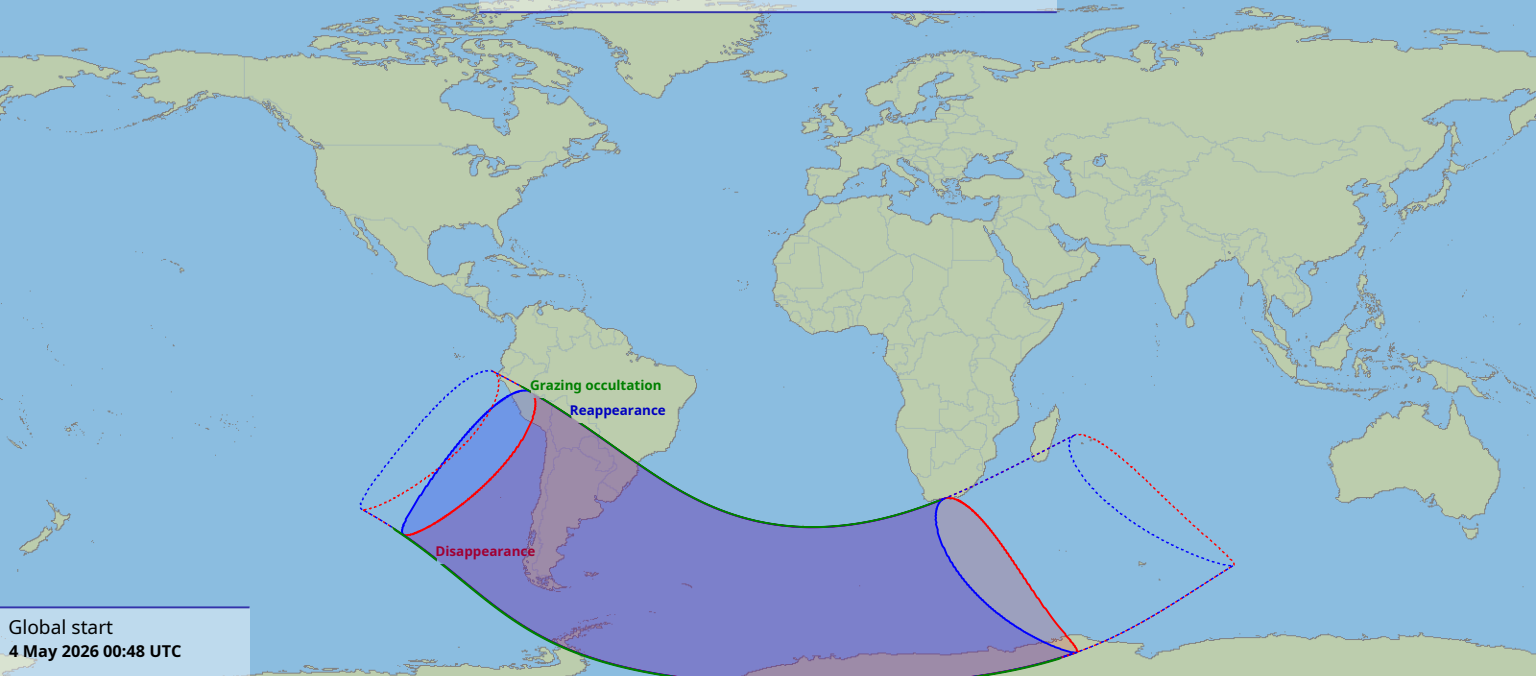 Grazing occultation
Reappearance
Disappearance
Global start
4 May 2026 00:48 UTC